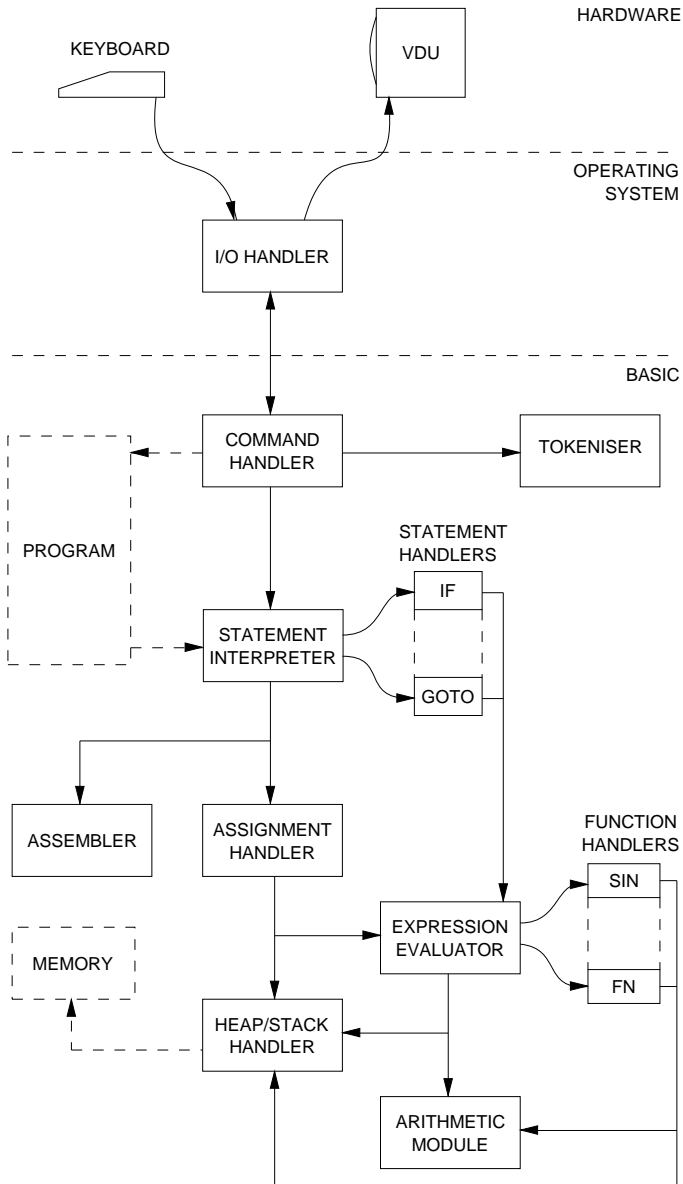 HARDWARE
KEYBOARD
VDU
OPERATING
SYSTEM
I/O HANDLER
BASIC
COMMAND
HANDLER
TOKENISER
PROGRAM
STATEMENT
HANDLERS
IF
STATEMENT
INTERPRETER
GOTO
ASSEMBLER
ASSIGNMENT
HANDLER
FUNCTION
HANDLERS
SIN
EXPRESSION
EVALUATOR
MEMORY
FN
HEAP/STACK
HANDLER
ARITHMETIC
MODULE